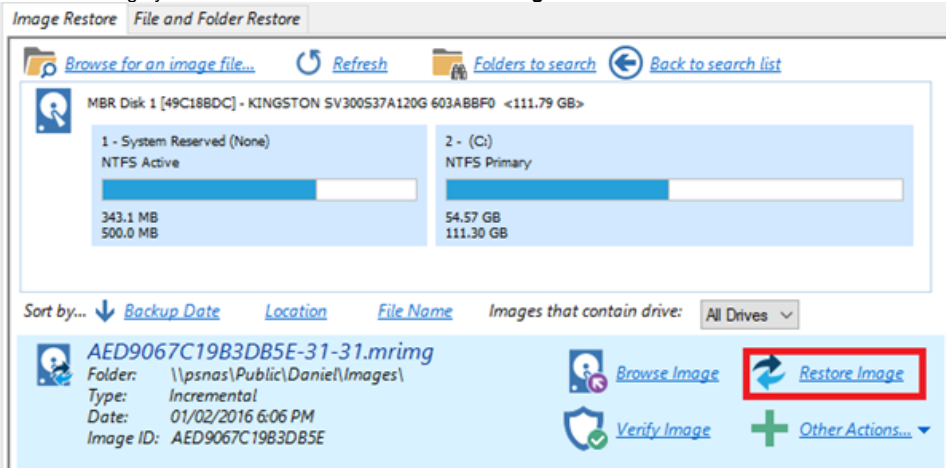 Image Restore File and Folder Restore
Browse for an image file... Refresh Folders to search Back to search list
MBR Disk 1 [49C18BDC] - KINGSTON SV300S37A120G 603ABBF0 <111.79 GB>
1 - System Reserved (None) 2 - (C:)
NTFS Active NTFS Primary
343.1 MB 54.57 GB
500.0 MB 111.30 GB
Sort by... Backup Date Location File Name Images that contain drive: All Drives
AED9067C19B3DB5E-31-31.mrimg
Folder: \\psnas\Public\Daniel\Images\ Browse Image Restore Image
Type: Incremental
Date: 01/02/2016 6:06 PM
Image ID: AED9067C19B3DB5E Verify Image Other Actions...